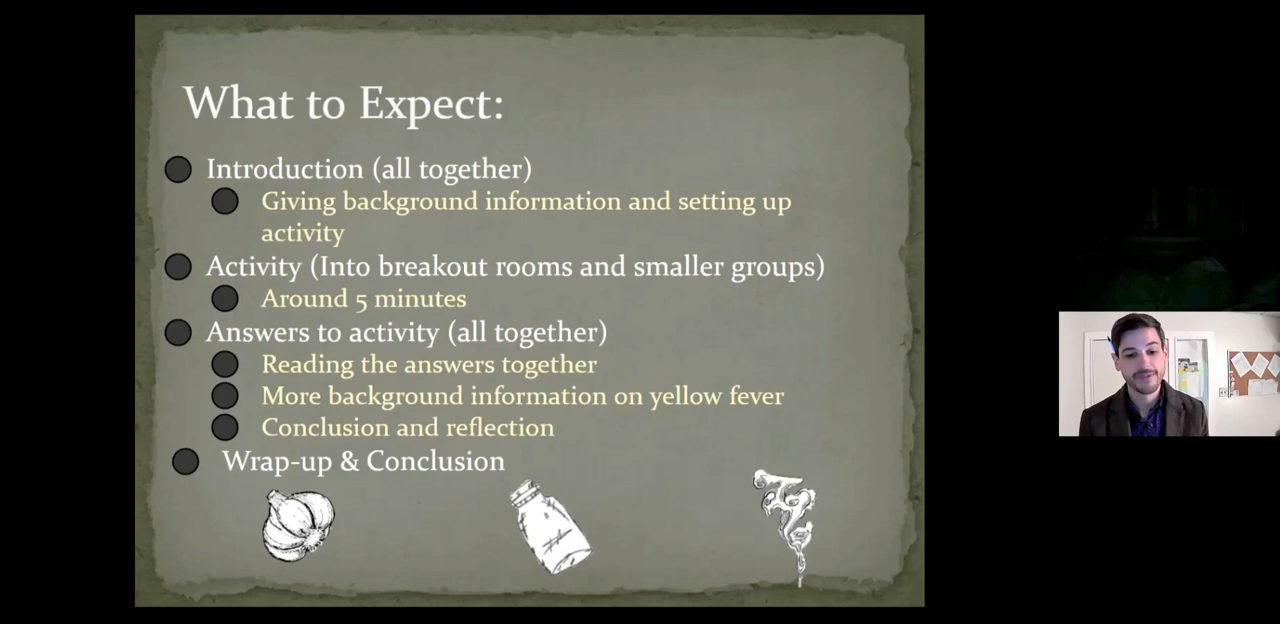 What to Expect:
Introduction (all together)
Giving background information and setting up
activity
Activity (Into breakout rooms and smaller groups)
Around 5 minutes
Answers to activity (all together)
Reading the answers together
More background information on yellow fever
Conclusion and reflection
Wrap-up & Conclusion